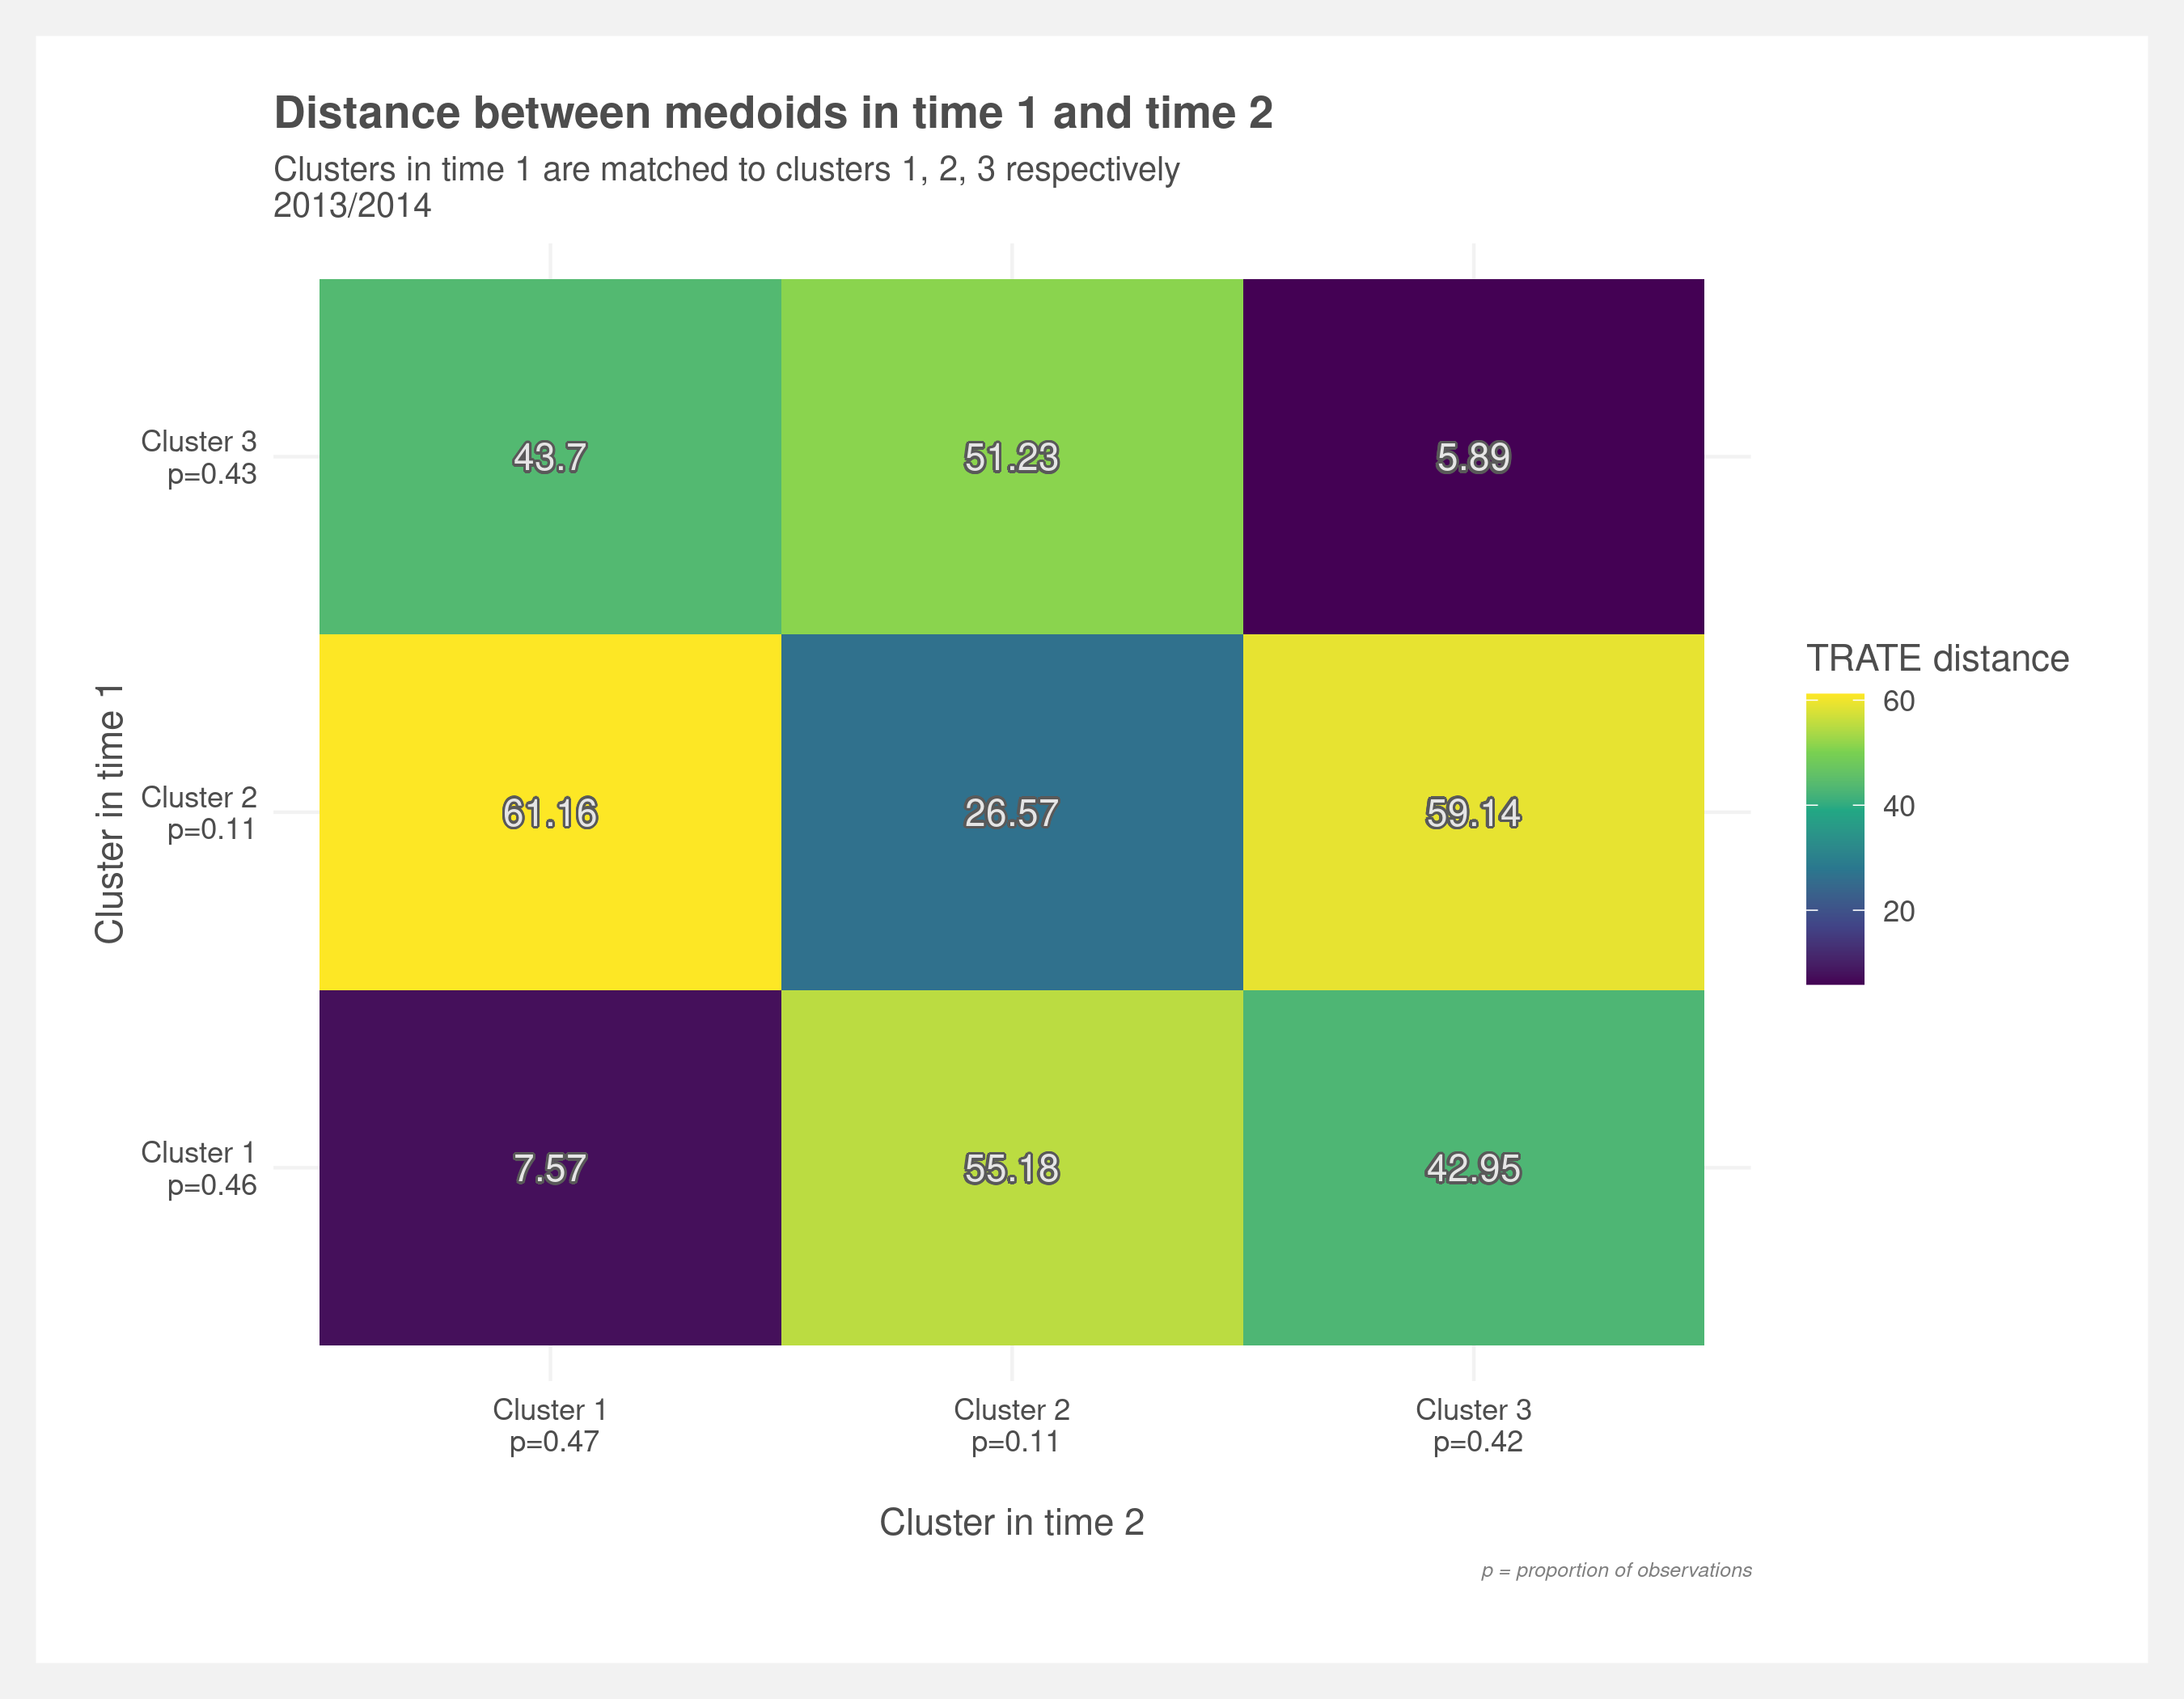 Distance between medoids in time 1 and time 2
Clusters in time 1 are matched to clusters 1, 2, 3 respectively
2013/2014
Cluster in time 1
Cluster 3
p=0.43
43.7
51.23
5.89
Cluster 2
p=0.11
61.16
26.57
59.14
Cluster 1
p=0.46
7.57
55.18
42.95
Cluster 1
p=0.47
Cluster 2
p=0.11
Cluster 3
p=0.42
Cluster in time 2
TRATE distance
60
40
20
p = proportion of observations